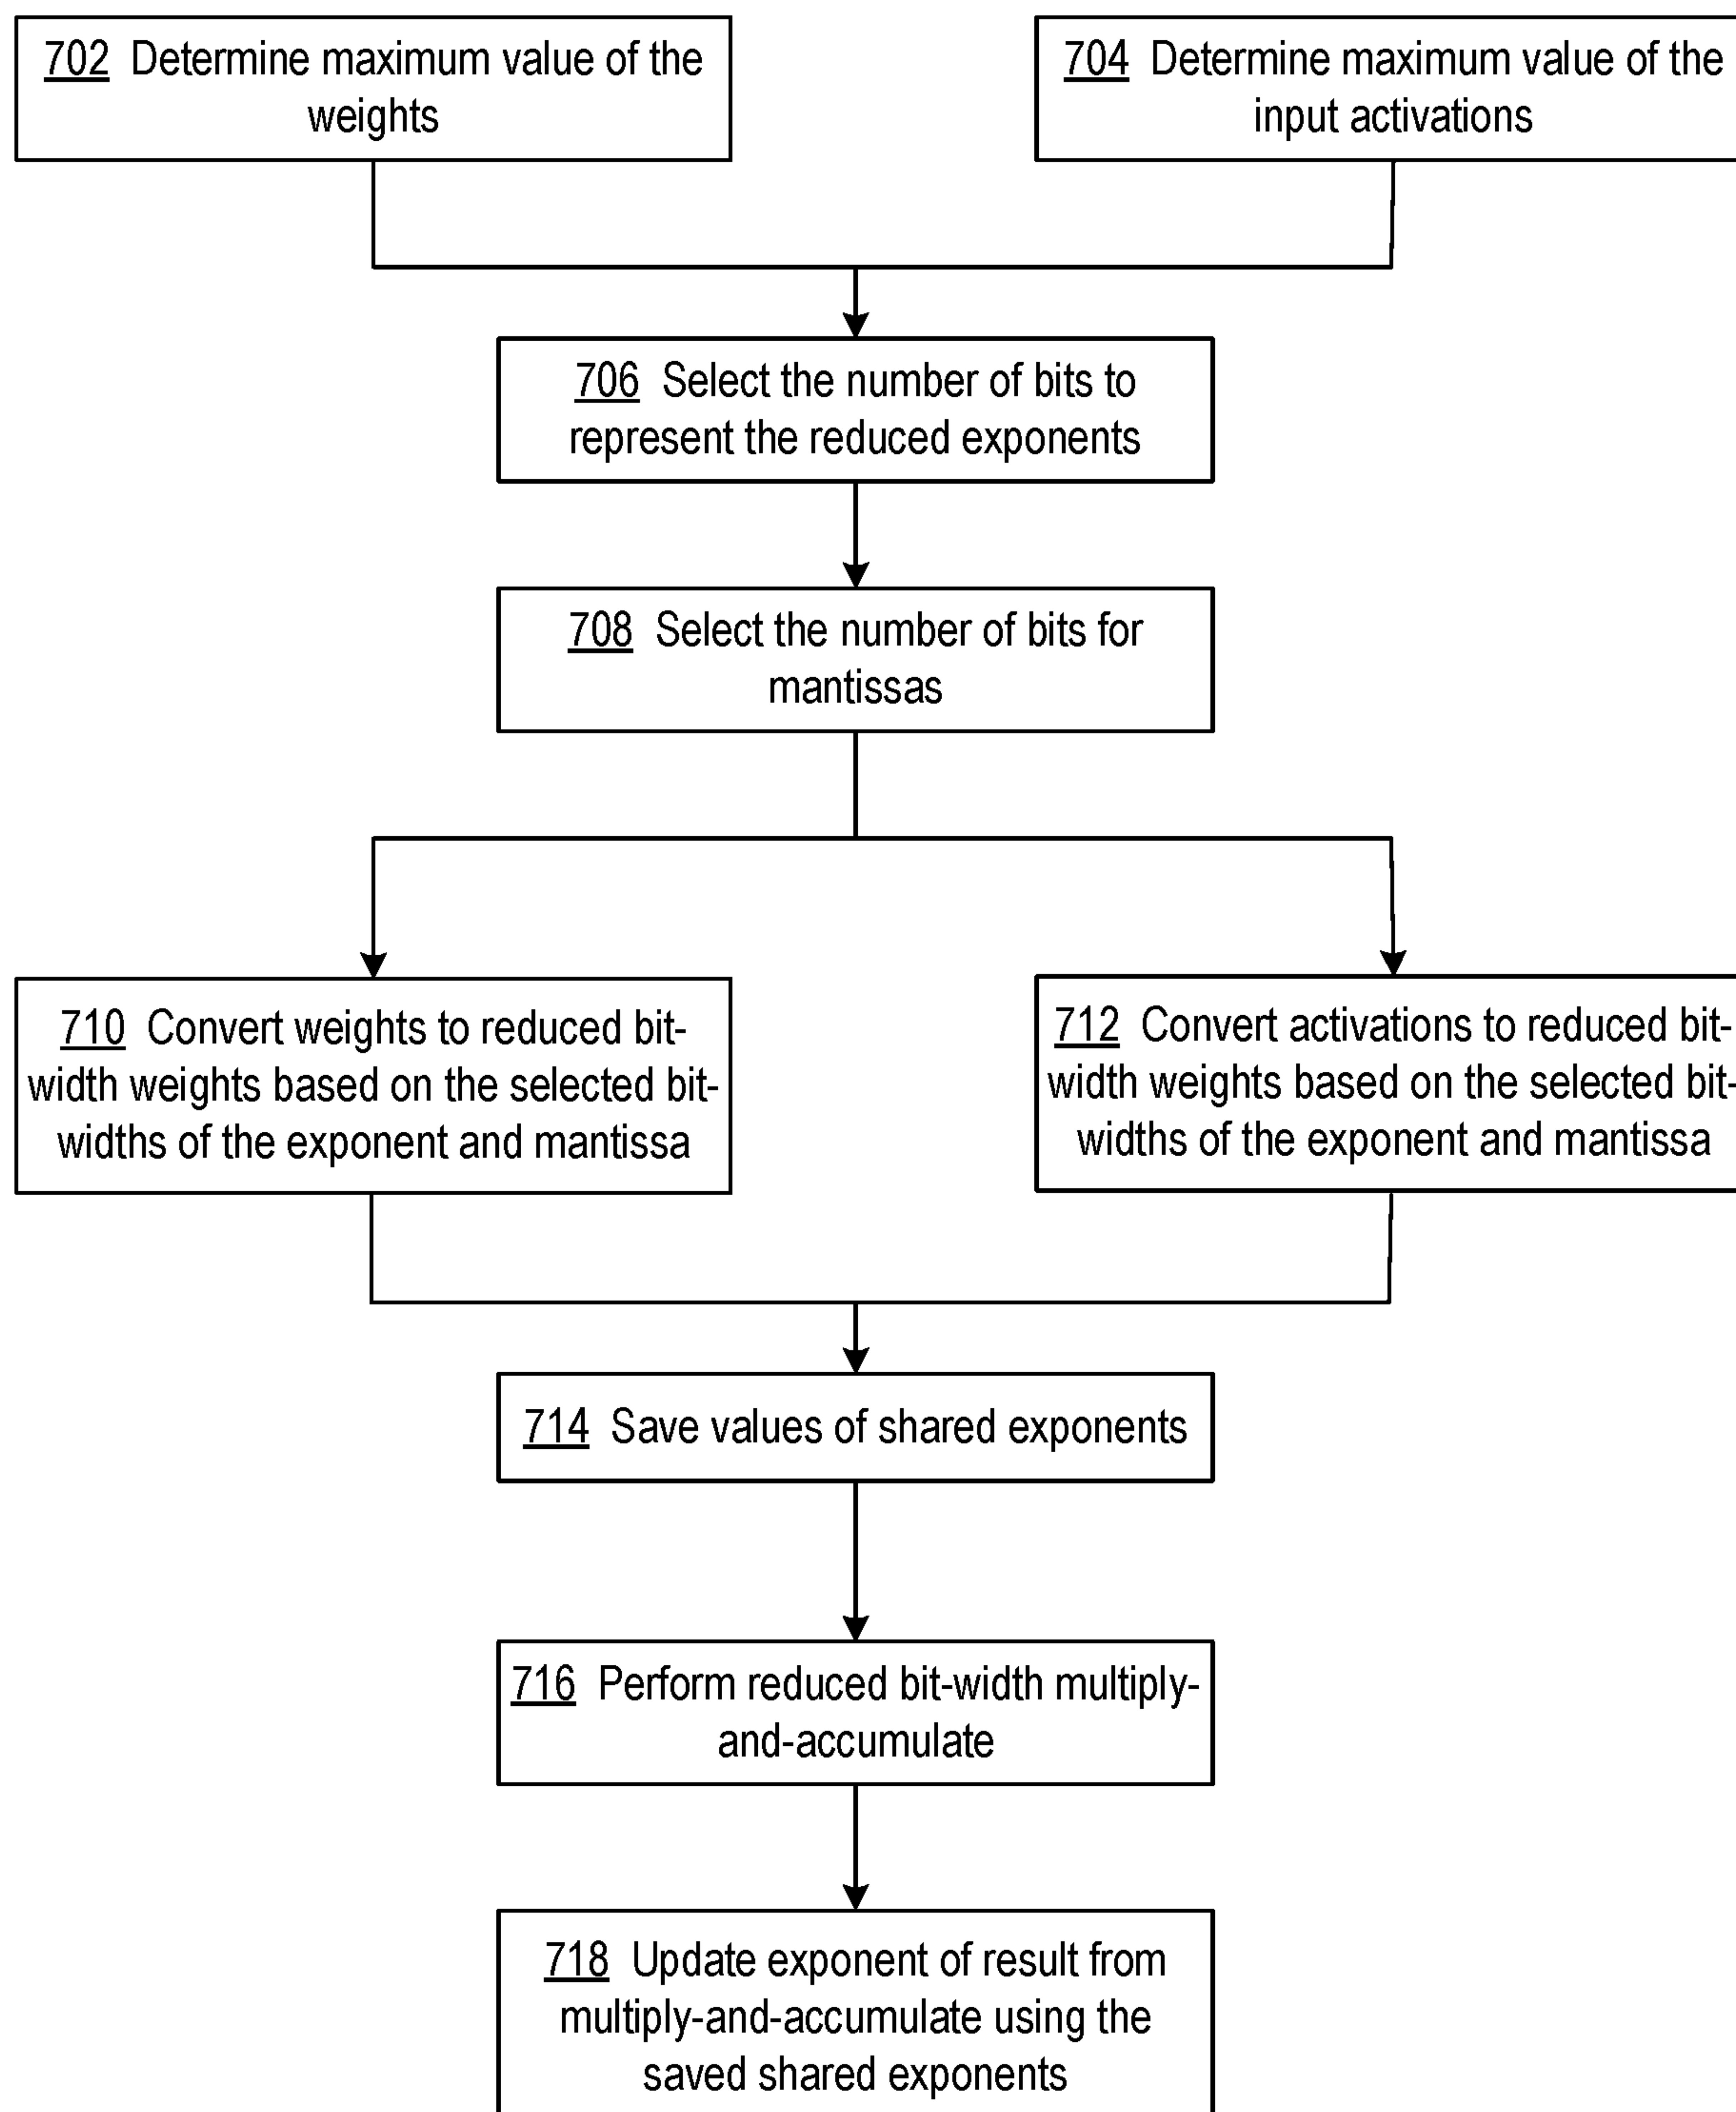 702 Determine maximum value of the
weights
704 Determine maximum value of the
input activations
706 Select the number of bits to
represent the reduced exponents
708 Select the number of bits for
mantissas
710 Convert weights to reduced bit-
width weights based on the selected bit-
widths of the exponent and mantissa
712 Convert activations to reduced bit-
width weights based on the selected bit-
widths of the exponent and mantissa
714 Save values of shared exponents
716 Perform reduced bit-width multiply-
and-accumulate
718 Update exponent of result from
multiply-and-accumulate using the
saved shared exponents